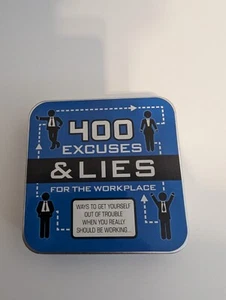 400
EXCUSES
& LIES
FOR THE WORKPLACE
WAYS TO GET YOURSELF
OUT OF TROUBLE
WHEN YOU REALLY
SHOULD BE WORKING...